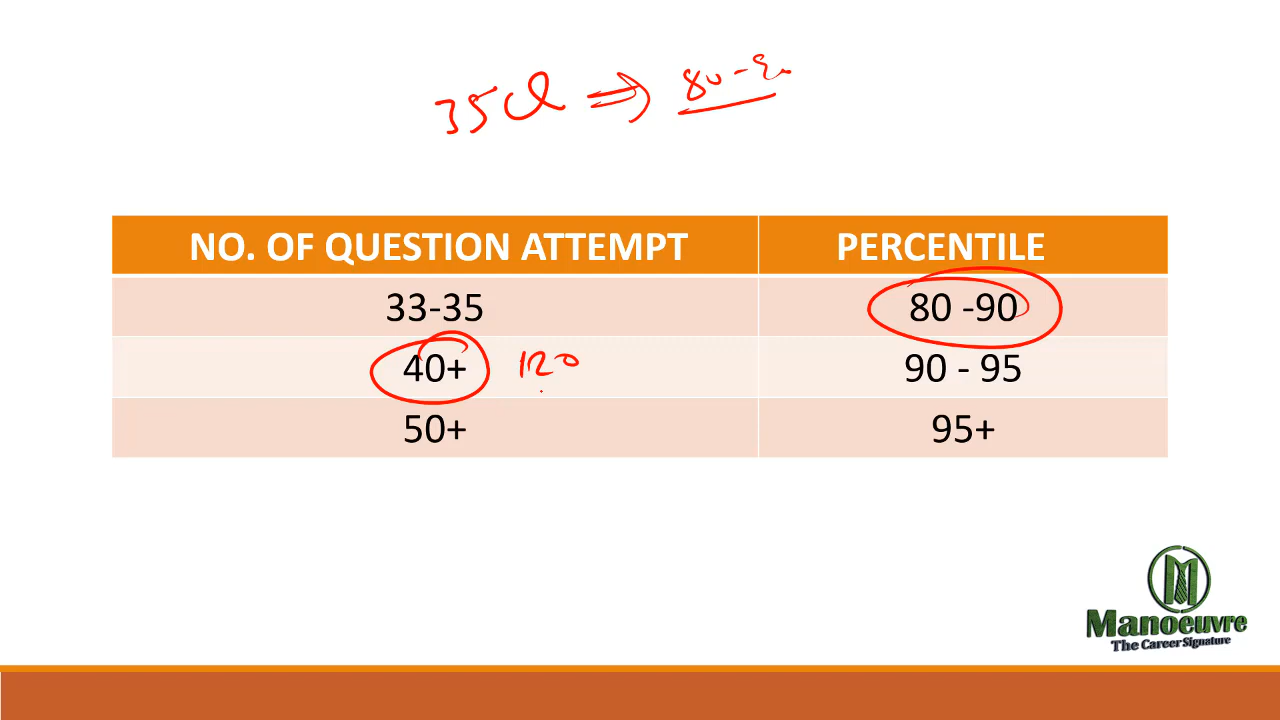 35Q ⇒ 80-90
NO. OF QUESTION ATTEMPT PERCENTILE
33-35 80 -90
40+ 120 90 - 95
50+ 95+
M
Manoeuvre
The Career Signature